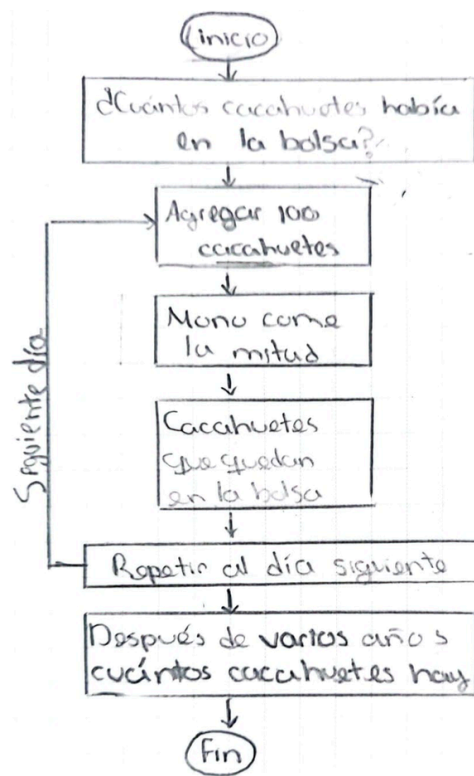 inicio
¿Cuántos cacahuetes había
en la bolsa?
Agregar 100
cacahuetes
Mono come
la mitad
Cacahuetes
que quedan
en la bolsa
Siguiente día
Repetir al día siguiente
Después de varios años
cuántos cacahuetes hay
Fin